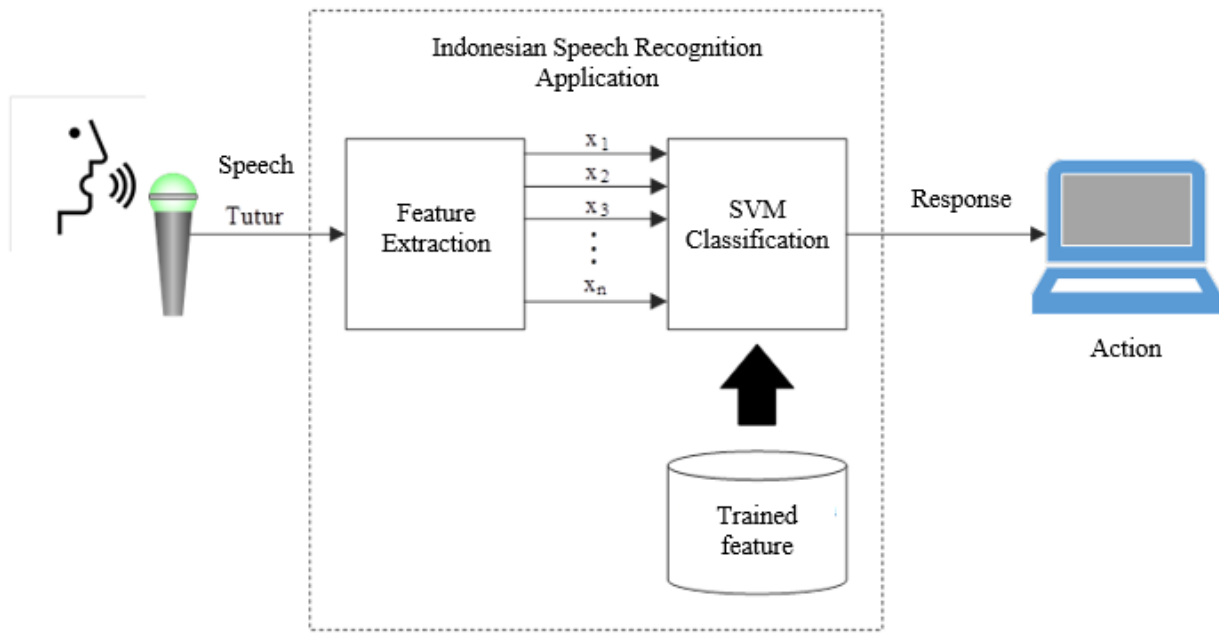 Indonesian Speech Recognition
Application
Speech
Tutur
Feature
Extraction
x1
x2
x3
xn
SVM
Classification
Response
Action
Trained
feature